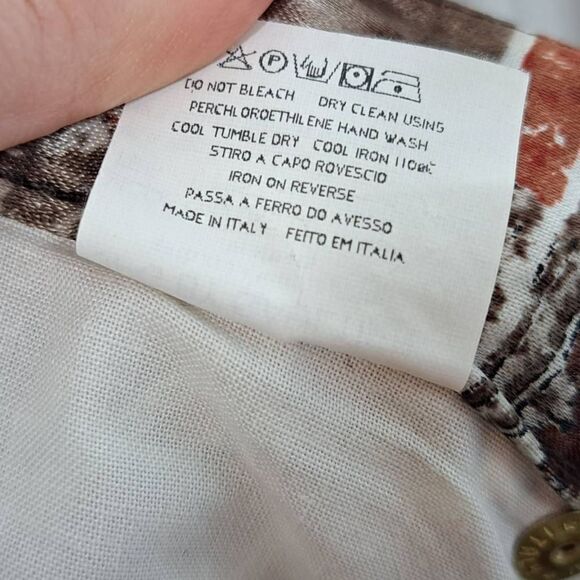 DO NOT BLEACH DRY CLEAN USING
PERCHLOROETHILENE HAND WASH
COOL TUMBLE DRY COOL IRON 110
STIRO A CAPO ROVESCIO
IRON ON REVERSE
PASSA A FERRO DO AVESSO
MADE IN ITALY FEITO EM ITALIA